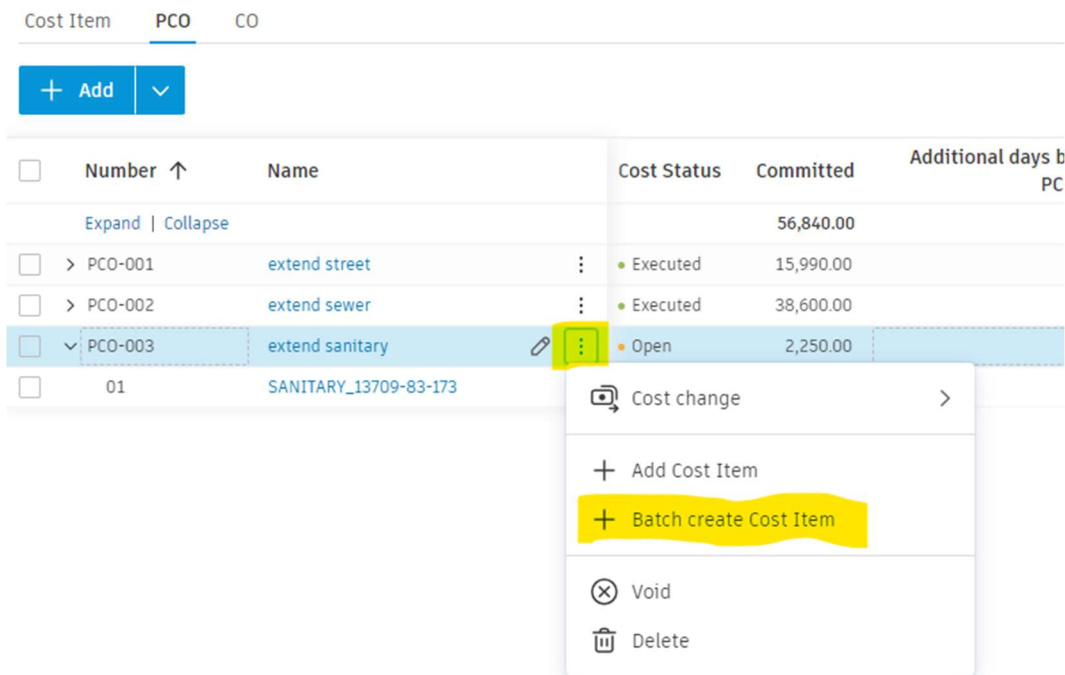 Cost Item PCO CO
+ Add
Number ↑ Name Cost Status Committed Additional days b
PC
Expand | Collapse 56,840.00
PCO-001 extend street Executed 15,990.00
PCO-002 extend sewer Executed 38,600.00
PCO-003 extend sanitary Open 2,250.00
01 SANITARY_13709-83-173
Cost change
+ Add Cost Item
+ Batch create Cost Item
Void
Delete